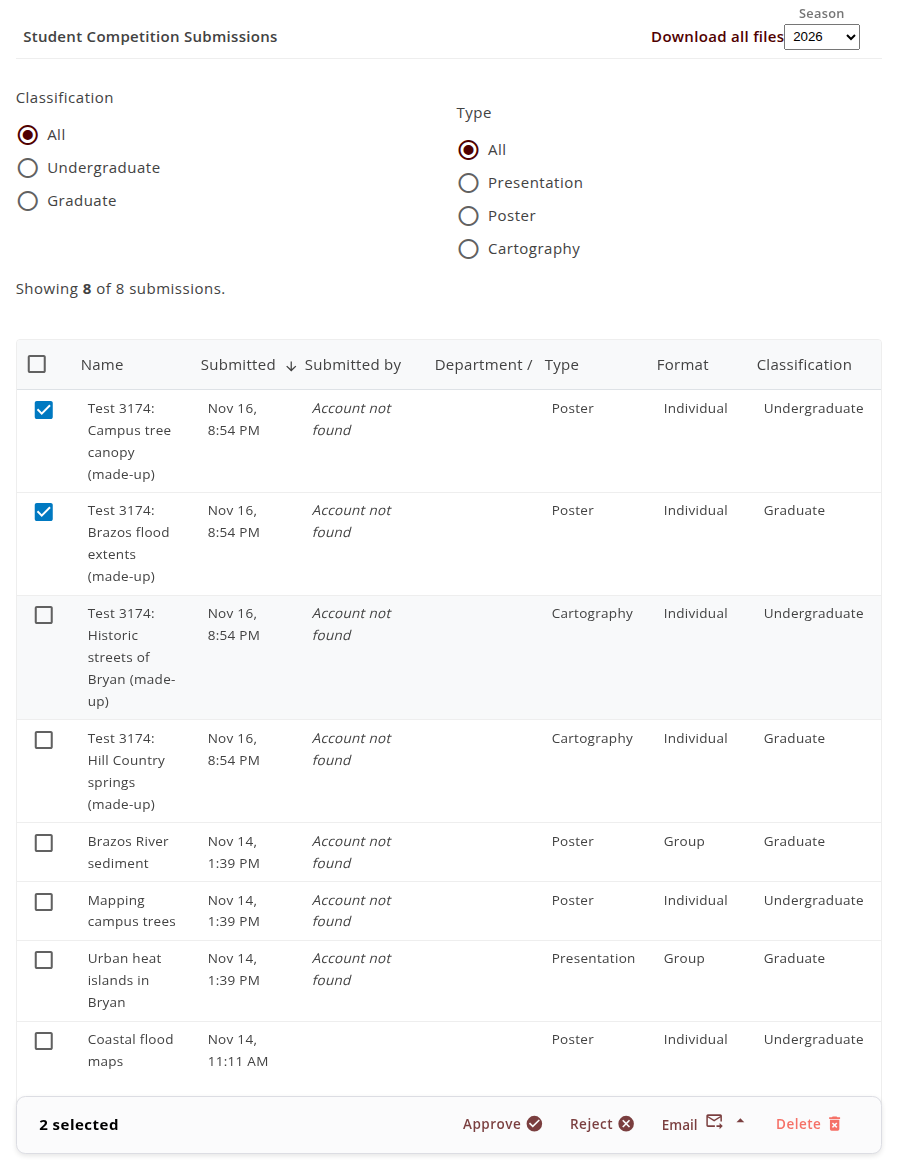 Season
Student Competition Submissions Download all files 2026
Classification
Type
All
All
Undergraduate
Presentation
Graduate
Poster
Cartography
Showing 8 of 8 submissions.
Name Submitted Submitted by Department / Type Format Classification
Test 3174: Nov 16, Account not Poster Individual Undergraduate
Campus tree 8:54 PM found
canopy
(made-up)
Test 3174: Nov 16, Account not Poster Individual Graduate
Brazos flood 8:54 PM found
extents
(made-up)
Test 3174: Nov 16, Account not Cartography Individual Undergraduate
Historic 8:54 PM found
streets of
Bryan (made-
up)
Test 3174: Nov 16, Account not Cartography Individual Graduate
Hill Country 8:54 PM found
springs
(made-up)
Brazos River Nov 14, Account not Poster Group Graduate
sediment 1:39 PM found
Mapping Nov 14, Account not Poster Individual Undergraduate
campus trees 1:39 PM found
Urban heat Nov 14, Account not Presentation Group Graduate
islands in 1:39 PM found
Bryan
Coastal flood Nov 14, Poster Individual Undergraduate
maps 11:11 AM
2 selected Approve Reject Email Delete